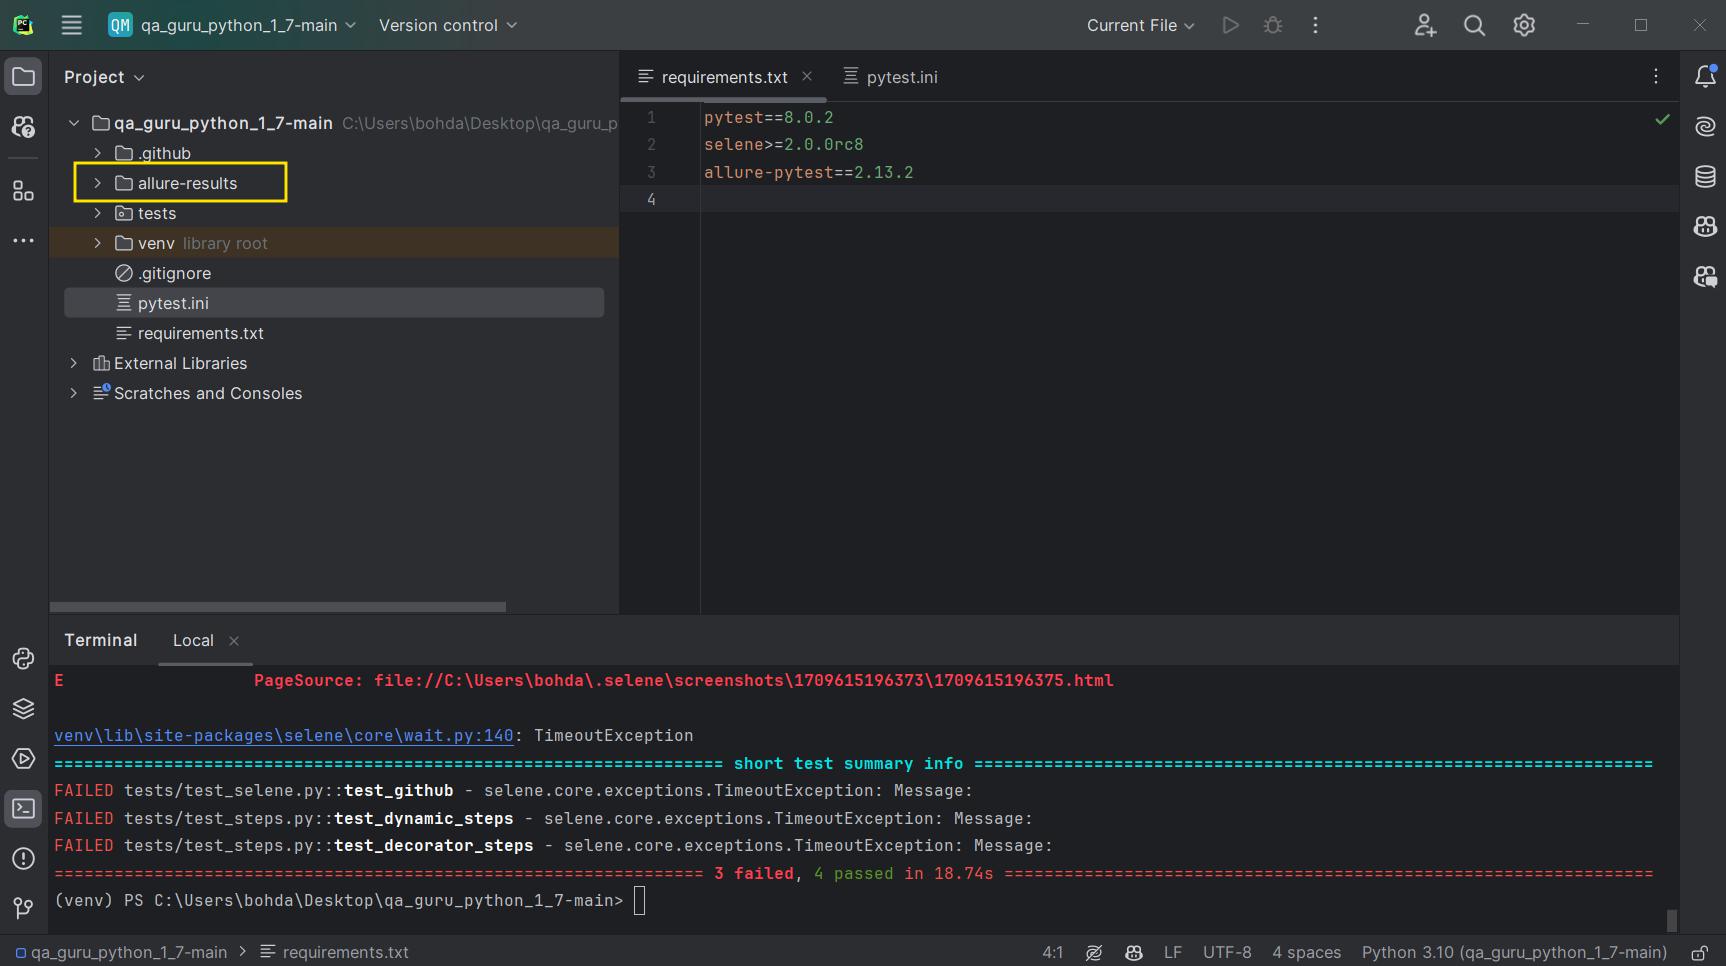 QM qa_guru_python_1_7-main Version control Current File
Project
qa_guru_python_1_7-main C:\Users\bohda\Desktop\qa_guru_p
.github
allure-results
tests
venv library root
.gitignore
pytest.ini
requirements.txt
External Libraries
Scratches and Consoles
requirements.txt pytest.ini
1 pytest==8.0.2
2 selene>=2.0.0rc8
3 allure-pytest==2.13.2
4
Terminal Local
E PageSource: file://C:\Users\bohda\.selene\screenshots\1709615196373\1709615196375.html
venv\lib\site-packages\selene\core\wait.py:140: TimeoutException
=================================================================== short test summary info ====================================================================
FAILED tests/test_selene.py::test_github - selene.core.exceptions.TimeoutException: Message:
FAILED tests/test_steps.py::test_dynamic_steps - selene.core.exceptions.TimeoutException: Message:
FAILED tests/test_steps.py::test_decorator_steps - selene.core.exceptions.TimeoutException: Message:
================================================================= 3 failed, 4 passed in 18.74s =================================================================
(venv) PS C:\Users\bohda\Desktop\qa_guru_python_1_7-main>
qa_guru_python_1_7-main > requirements.txt 4:1 LF UTF-8 4 spaces Python 3.10 (qa_guru_python_1_7-main)